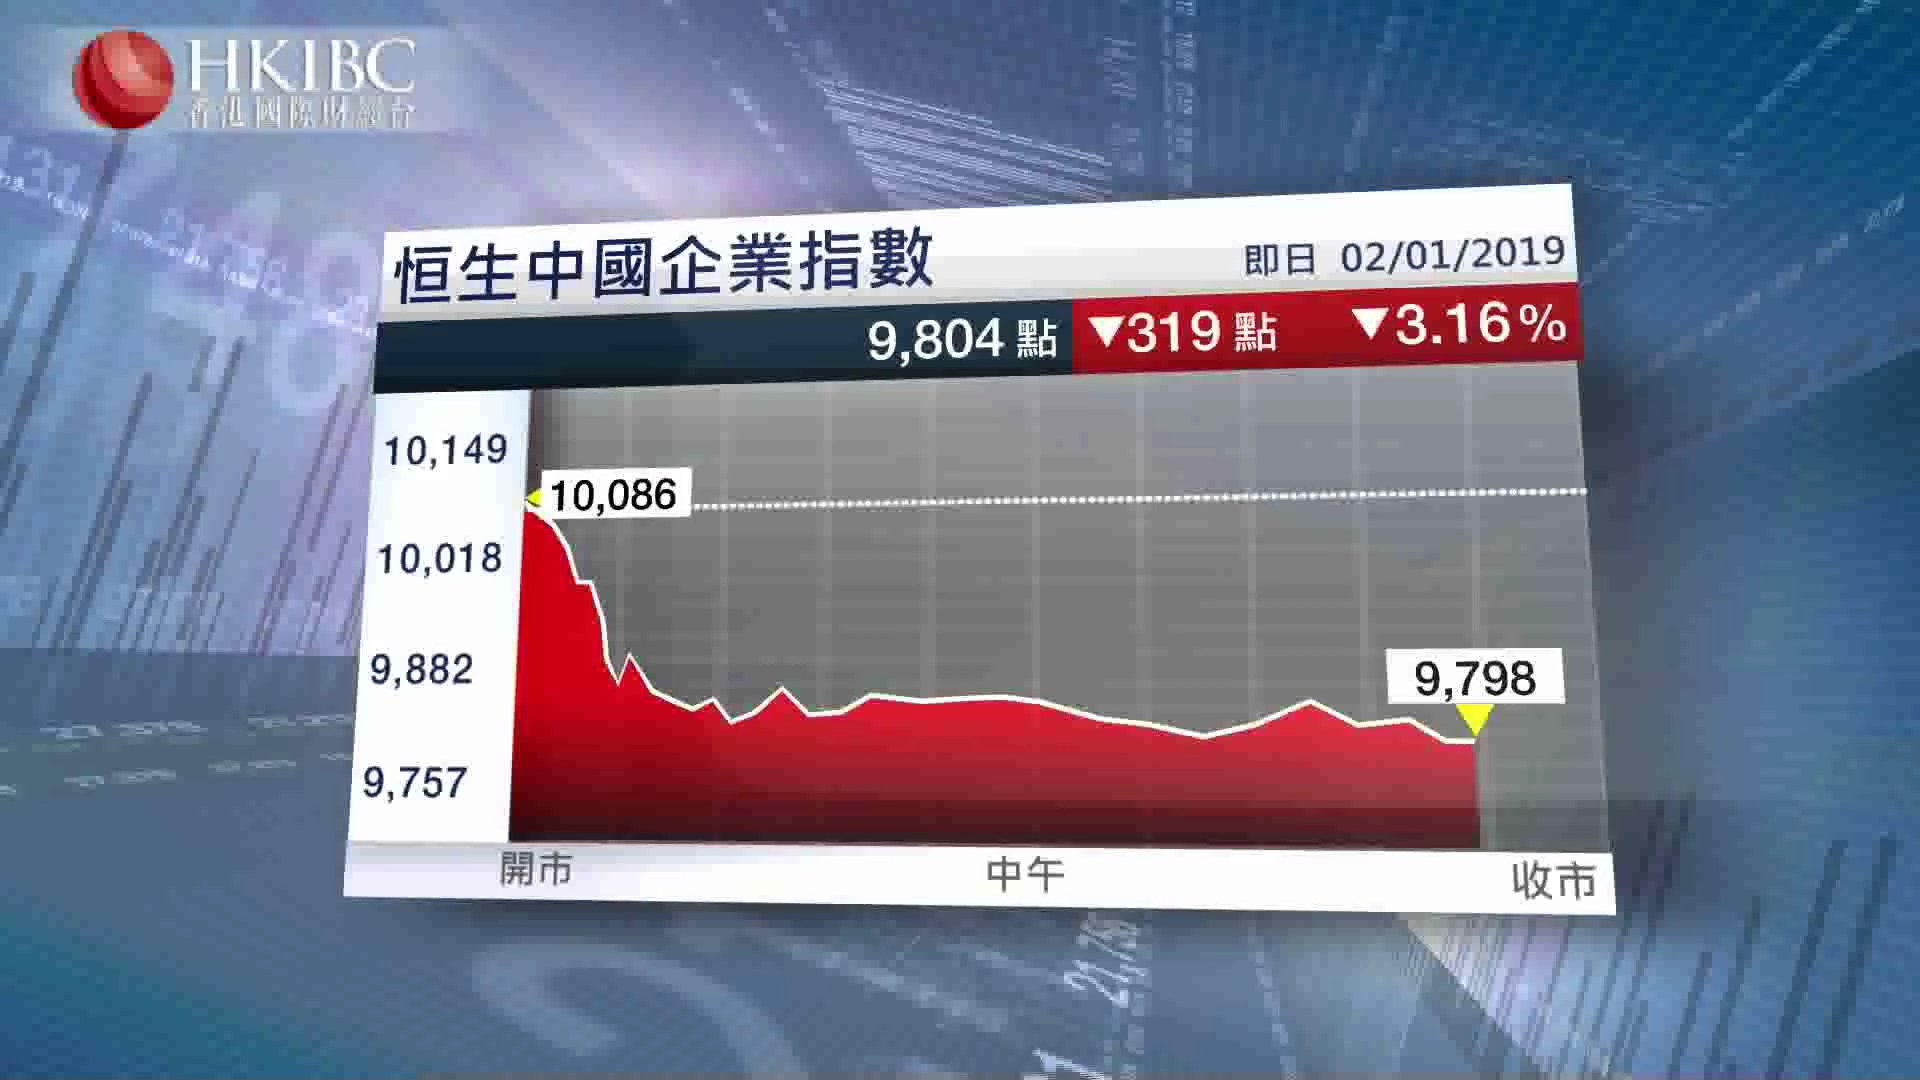 HKIBC
香港國際財經台
恒生中國企業指數
即日 02/01/2019
9,804 點 ▼319 點 ▼3.16%
10,149
10,086
10,018
9,882
9,798
9,757
開市 中午 收市
21,78